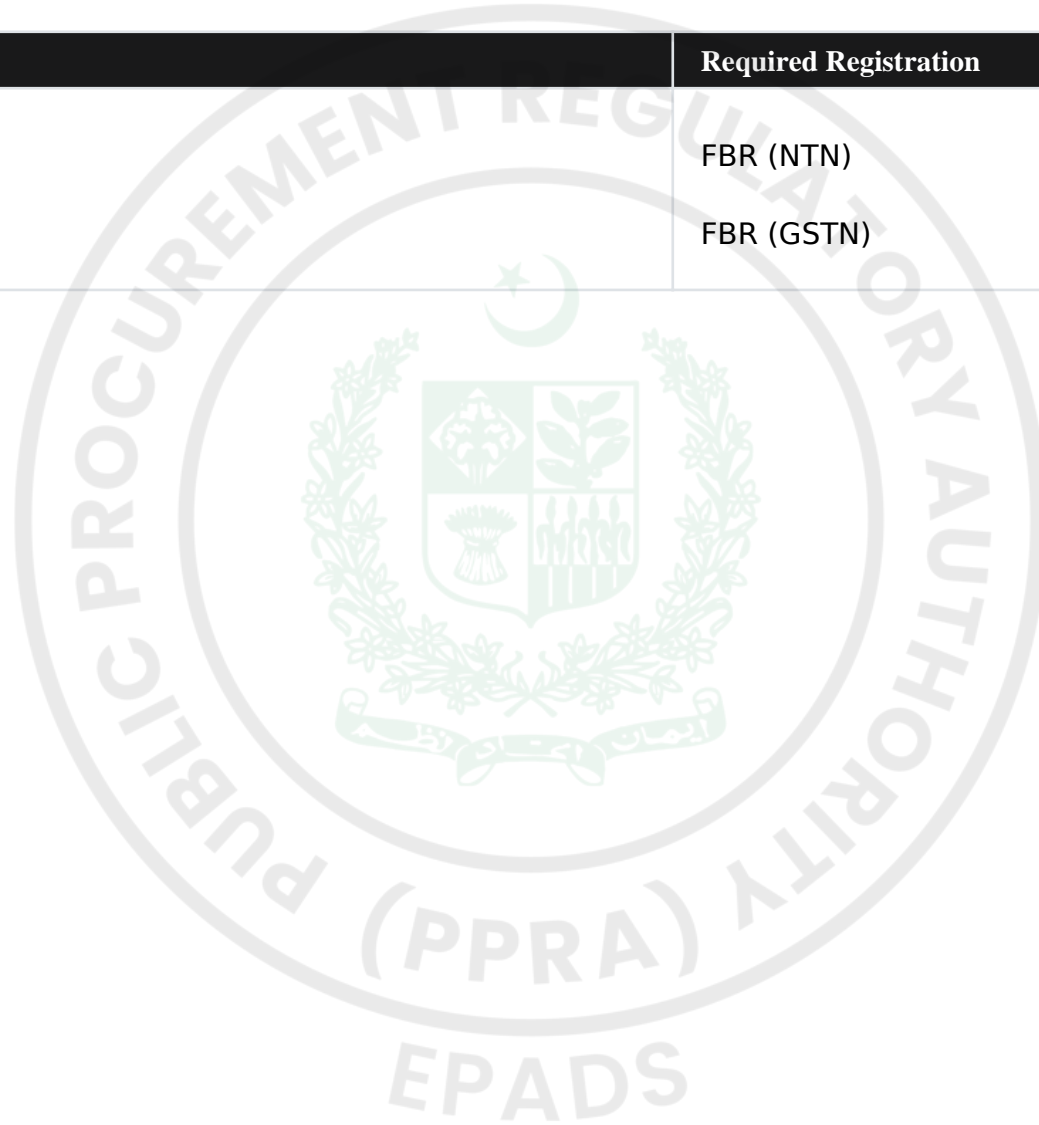 Required Registration
FBR (NTN)
FBR (GSTN)
PUBLIC PROCUREMENT REGULATORY AUTHORITY
(PPRA)
EPADS